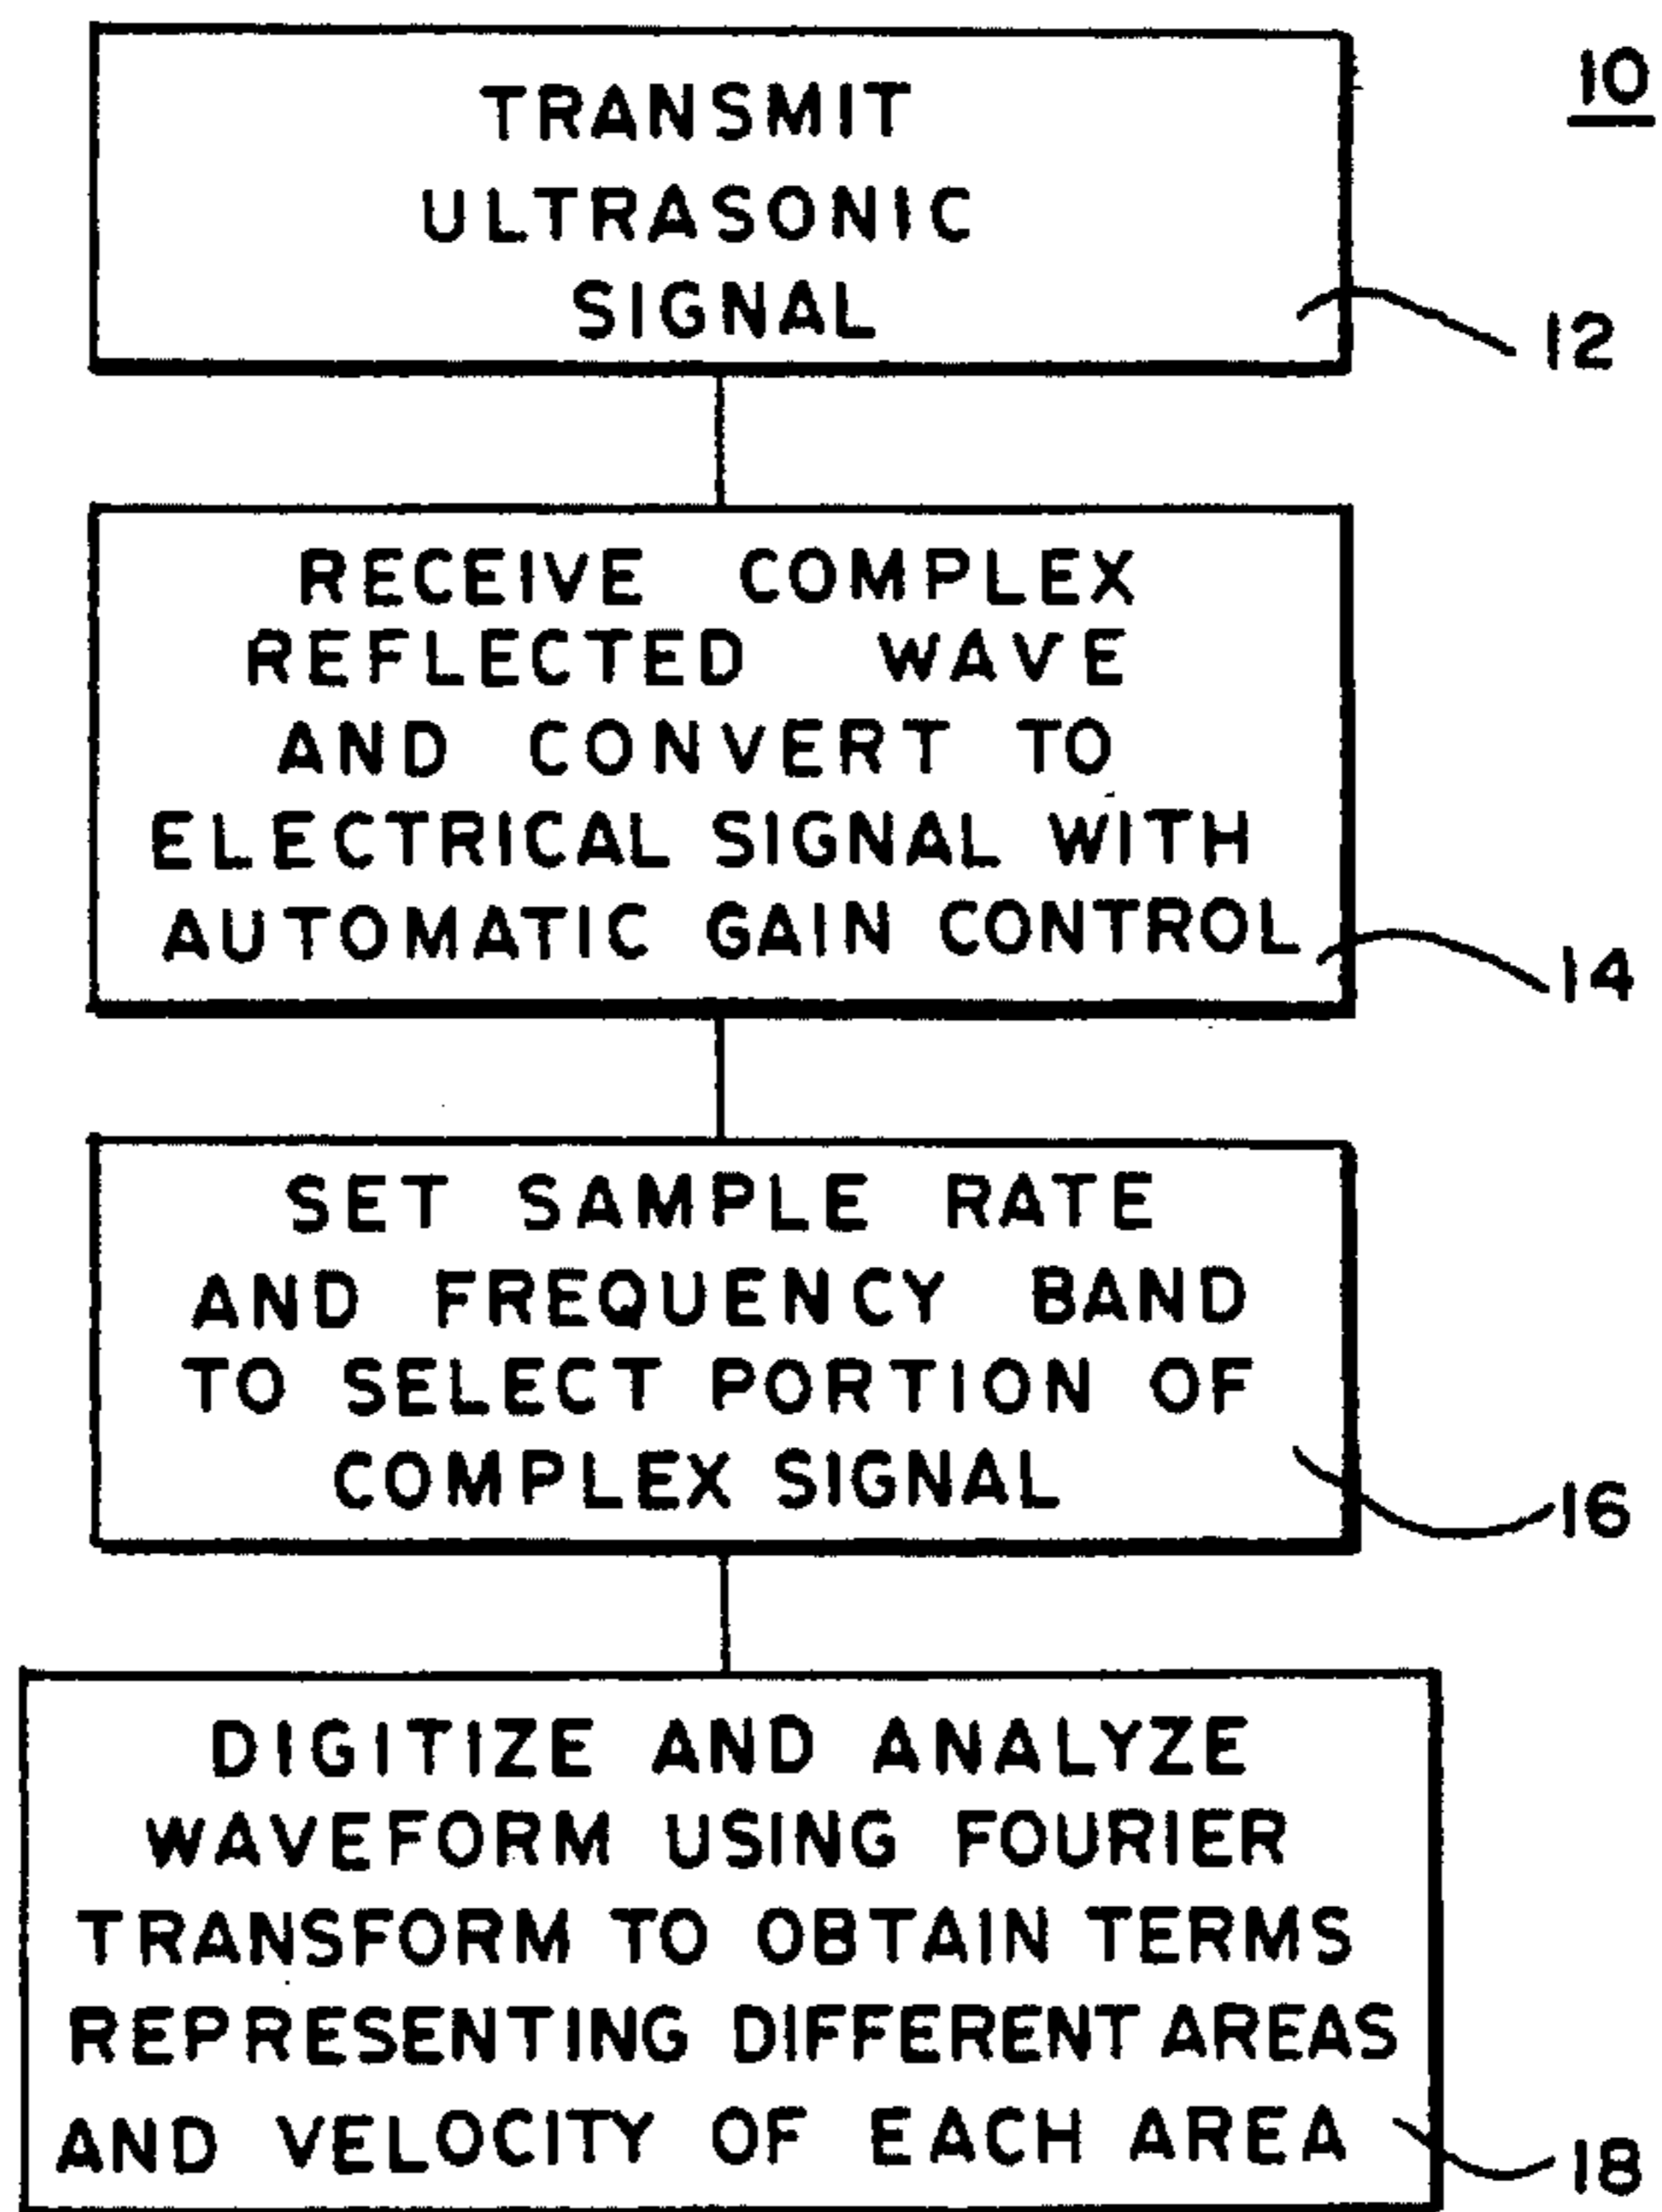 10
TRANSMIT
ULTRASONIC
SIGNAL
12
RECEIVE COMPLEX
REFLECTED WAVE
AND CONVERT TO
ELECTRICAL SIGNAL WITH
AUTOMATIC GAIN CONTROL
14
SET SAMPLE RATE
AND FREQUENCY BAND
TO SELECT PORTION OF
COMPLEX SIGNAL
16
DIGITIZE AND ANALYZE
WAVEFORM USING FOURIER
TRANSFORM TO OBTAIN TERMS
REPRESENTING DIFFERENT AREAS
AND VELOCITY OF EACH AREA
18